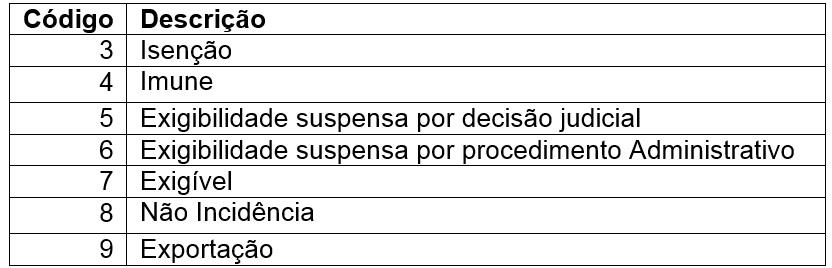 Código Descrição
3 Isenção
4 Imune
5 Exigibilidade suspensa por decisão judicial
6 Exigibilidade suspensa por procedimento Administrativo
7 Exigível
8 Não Incidência
9 Exportação